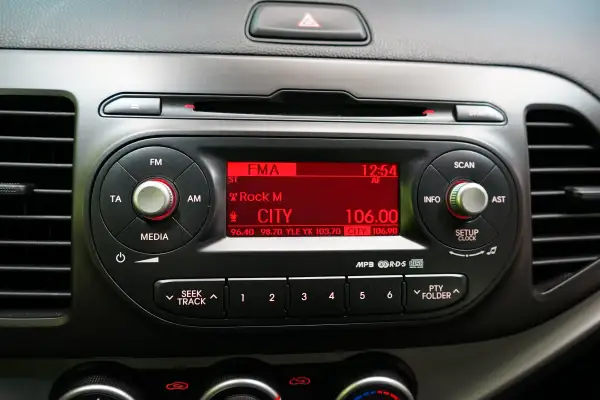 FMA 12:54
ST AF
Rock M
CITY 106.00
96.40 98.70 YLE YK 103.70 CITY 106.90
FM
TA AM
MEDIA
SCAN
INFO AST
SETUP
CLOCK
MP3 R·D·S
SEEK
TRACK
1 2 3 4 5 6
PTY
FOLDER